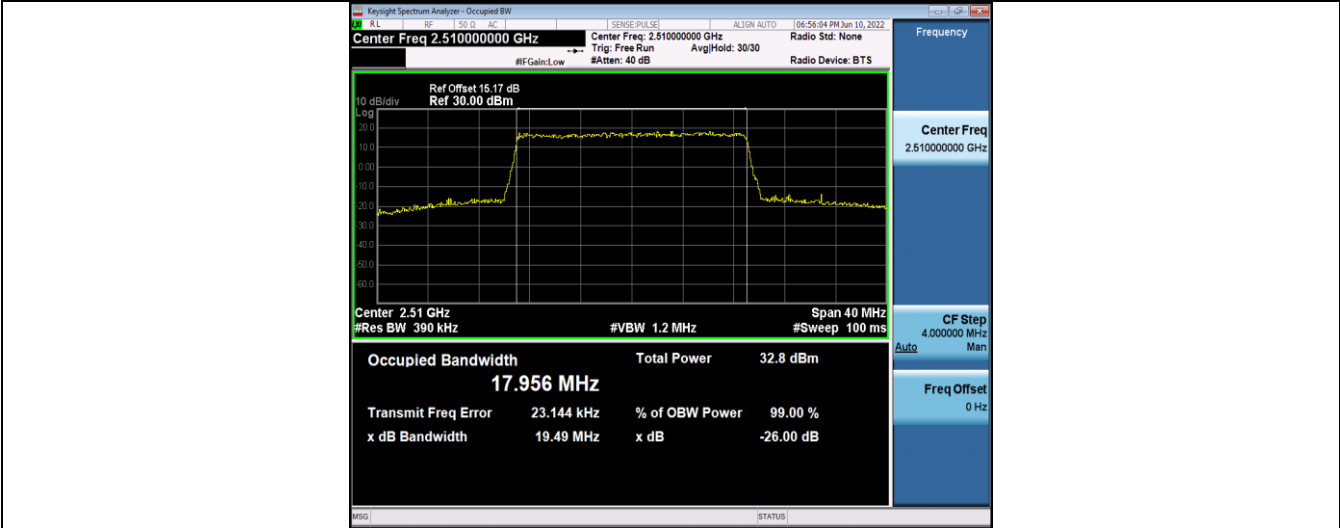 Keysight Spectrum Analyzer - Occupied BW
RL RF 50 Ω AC SENSE:PULSE ALIGN AUTO 06:56:04 PM Jun 10, 2022
Center Freq 2.510000000 GHz
Center Freq: 2.510000000 GHz
Radio Std: None
Trig: Free Run Avg|Hold: 30/30
#IFGain:Low
#Atten: 40 dB
Radio Device: BTS
Frequency
Ref Offset 15.17 dB
10 dB/div Ref 30.00 dBm
Log
20.0
10.0
0.00
-10.0
-20.0
-30.0
-40.0
-50.0
-60.0
Center 2.51 GHz Span 40 MHz
#Res BW 390 kHz #VBW 1.2 MHz #Sweep 100 ms
Occupied Bandwidth Total Power 32.8 dBm
17.956 MHz
Transmit Freq Error 23.144 kHz % of OBW Power 99.00 %
x dB Bandwidth 19.49 MHz x dB -26.00 dB
Center Freq
2.510000000 GHz
CF Step
4.000000 MHz
Auto Man
Freq Offset
0 Hz
MSG STATUS